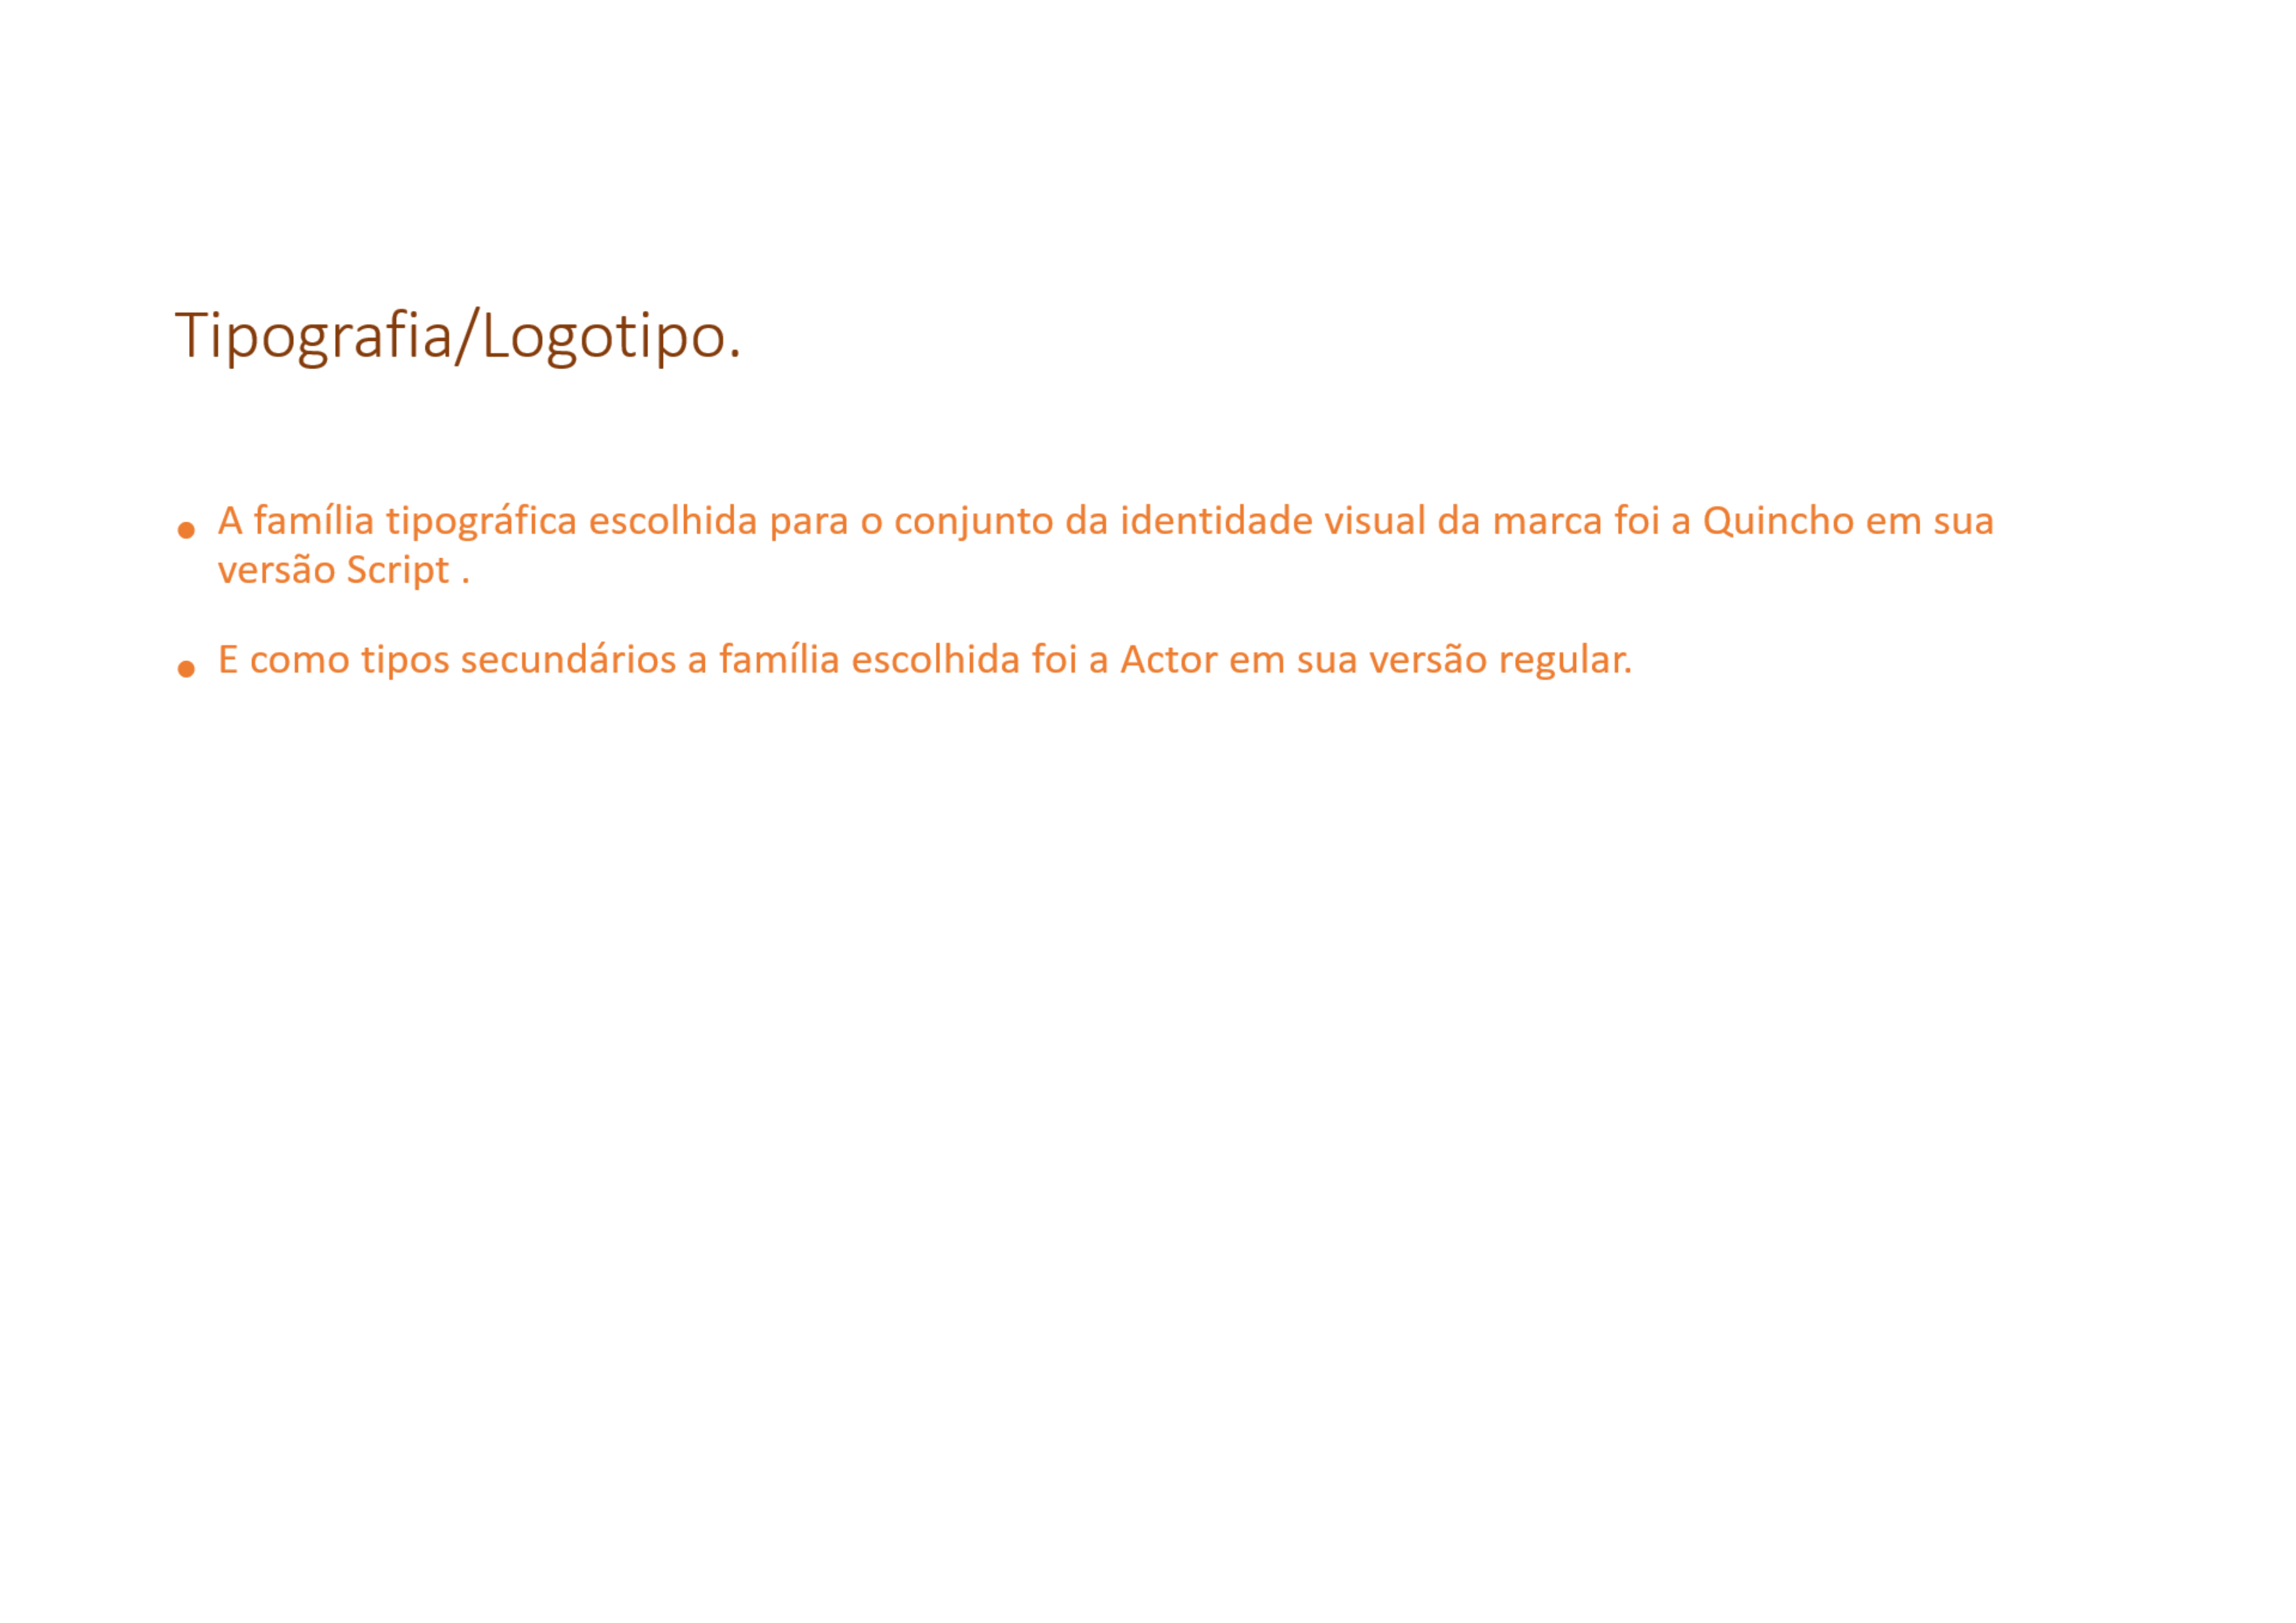 Tipografia/Logotipo.
• A família tipográfica escolhida para o conjunto da identidade visual da marca foi a Quincho em sua
versão Script .
• E como tipos secundários a família escolhida foi a Actor em sua versão regular.